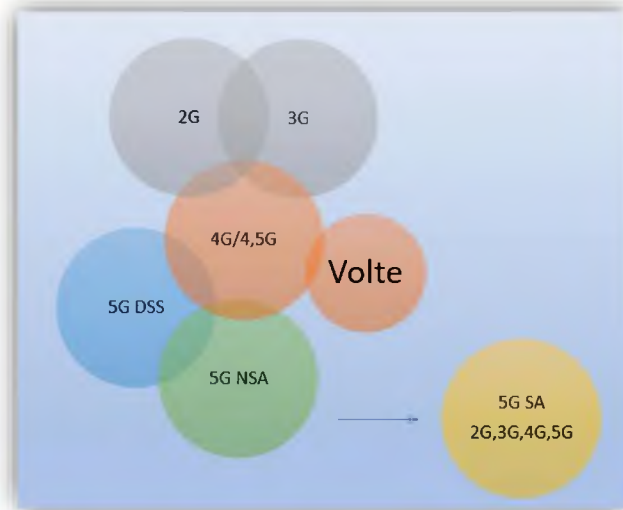 2G
3G
4G/4,5G
Volte
5G DSS
5G NSA
5G SA
2G,3G,4G,5G